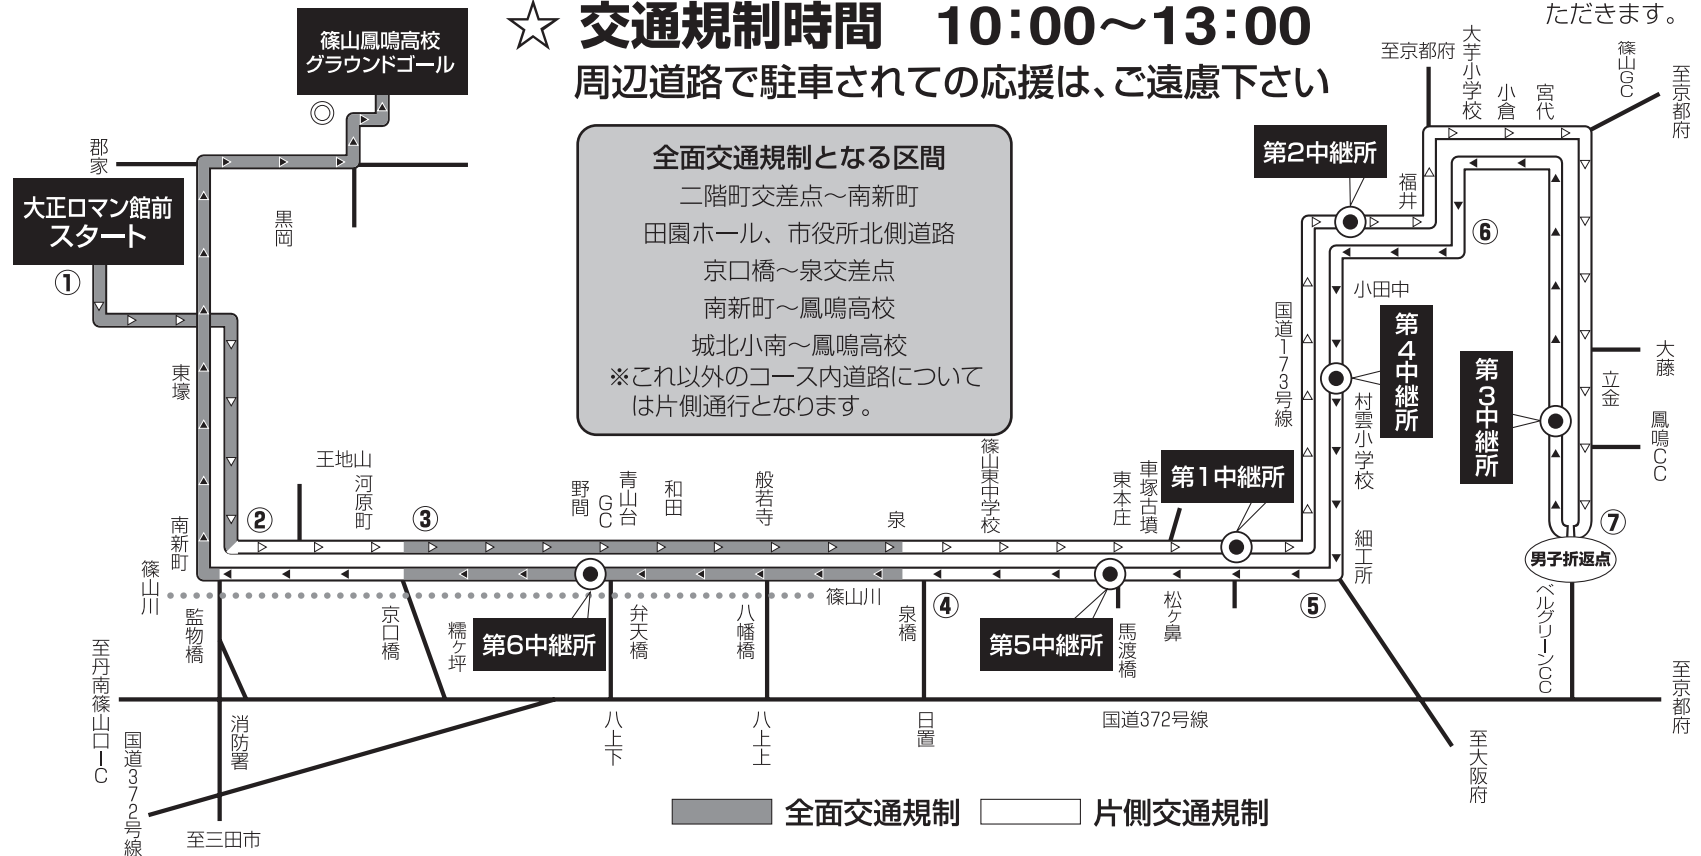 ☆ 交通規制時間　10：00～13：00
周辺道路で駐車されての応援は、ご遠慮下さい
ただきます。
篠山鳳鳴高校
グラウンドゴール
◎
郡家
大正ロマン館前
スタート
①
黒岡
東濠
全面交通規制となる区間
二階町交差点～南新町
田園ホール、市役所北側道路
京口橋～泉交差点
南新町～鳳鳴高校
城北小南～鳳鳴高校
※これ以外のコース内道路について
は片側通行となります。
至京都府
大芋小学校
小倉
宮代
篠山GC
至京都府
第2中継所
福井
⑥
小田中
国道173号線
第4中継所
村雲小学校
第3中継所
大藤
立金
鳳鳴CC
⑦
男子折返点
ベルグリーンCC
細工所
王地山
河原町
②
③
野間
青山台
GC
和田
般若寺
泉
篠山東中学校
東本庄
車塚古墳
第1中継所
南新町
篠山川
監物橋
京口橋
糯ヶ坪
第6中継所
弁天橋
八幡橋
篠山川
泉橋
④
第5中継所
馬渡橋
松ヶ鼻
⑤
至丹南篠山口IC
国道372号線
消防署
至三田市
八上下
八上上
日置
国道372号線
至大阪府
至京都府
全面交通規制
片側交通規制